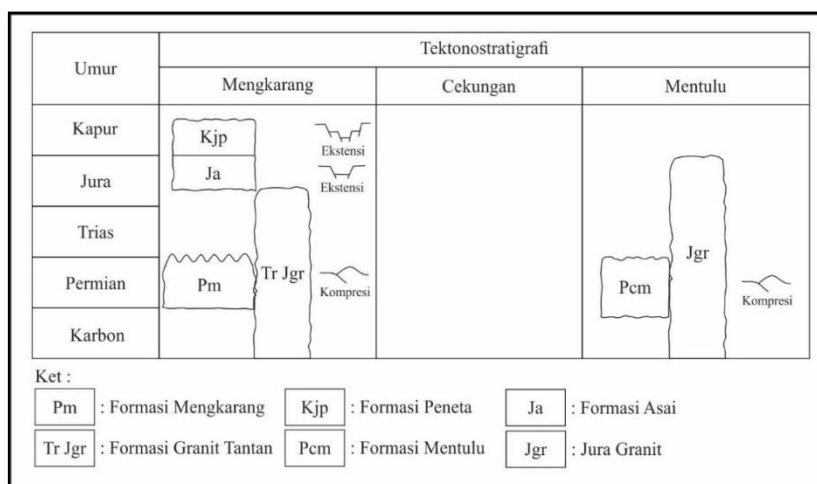 Umur
Tektonostratigrafi
Mengkarang
Cekungan
Mentulu
Kapur
Kjp
Ekstensi
Jura
Ja
Ekstensi
Trias
Permian
Pm
Tr Jgr
Kompresi
Pcm
Jgr
Kompresi
Karbon
Ket :
Pm : Formasi Mengkarang
Kjp : Formasi Peneta
Ja : Formasi Asai
Tr Jgr : Formasi Granit Tantan
Pcm : Formasi Mentulu
Jgr : Jura Granit